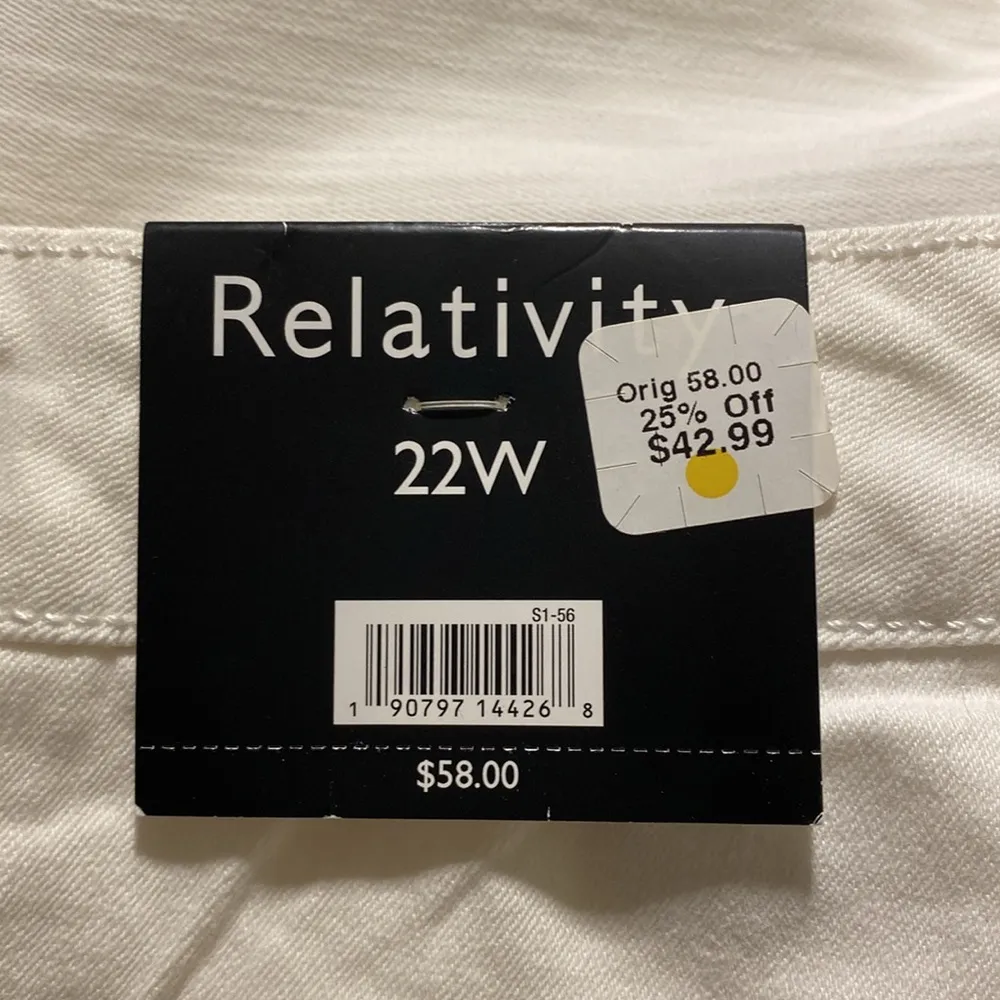 Relativity
Orig 58.00
25% Off
$42.99
22W
S1-56
1 90797 14426 8
$58.00